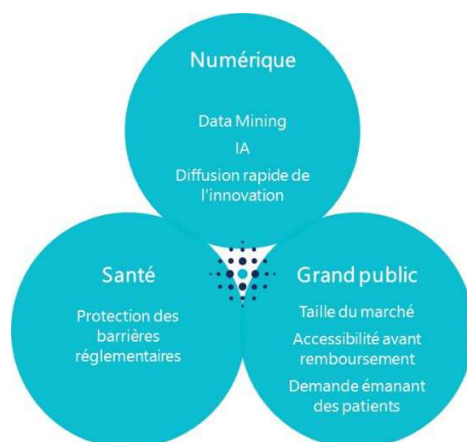 Numérique
Data Mining
IA
Diffusion rapide de
l'innovation
Santé
Protection des
barrières
réglementaires
Grand public
Taille du marché
Accessibilité avant
remboursement
Demande émanant
des patients